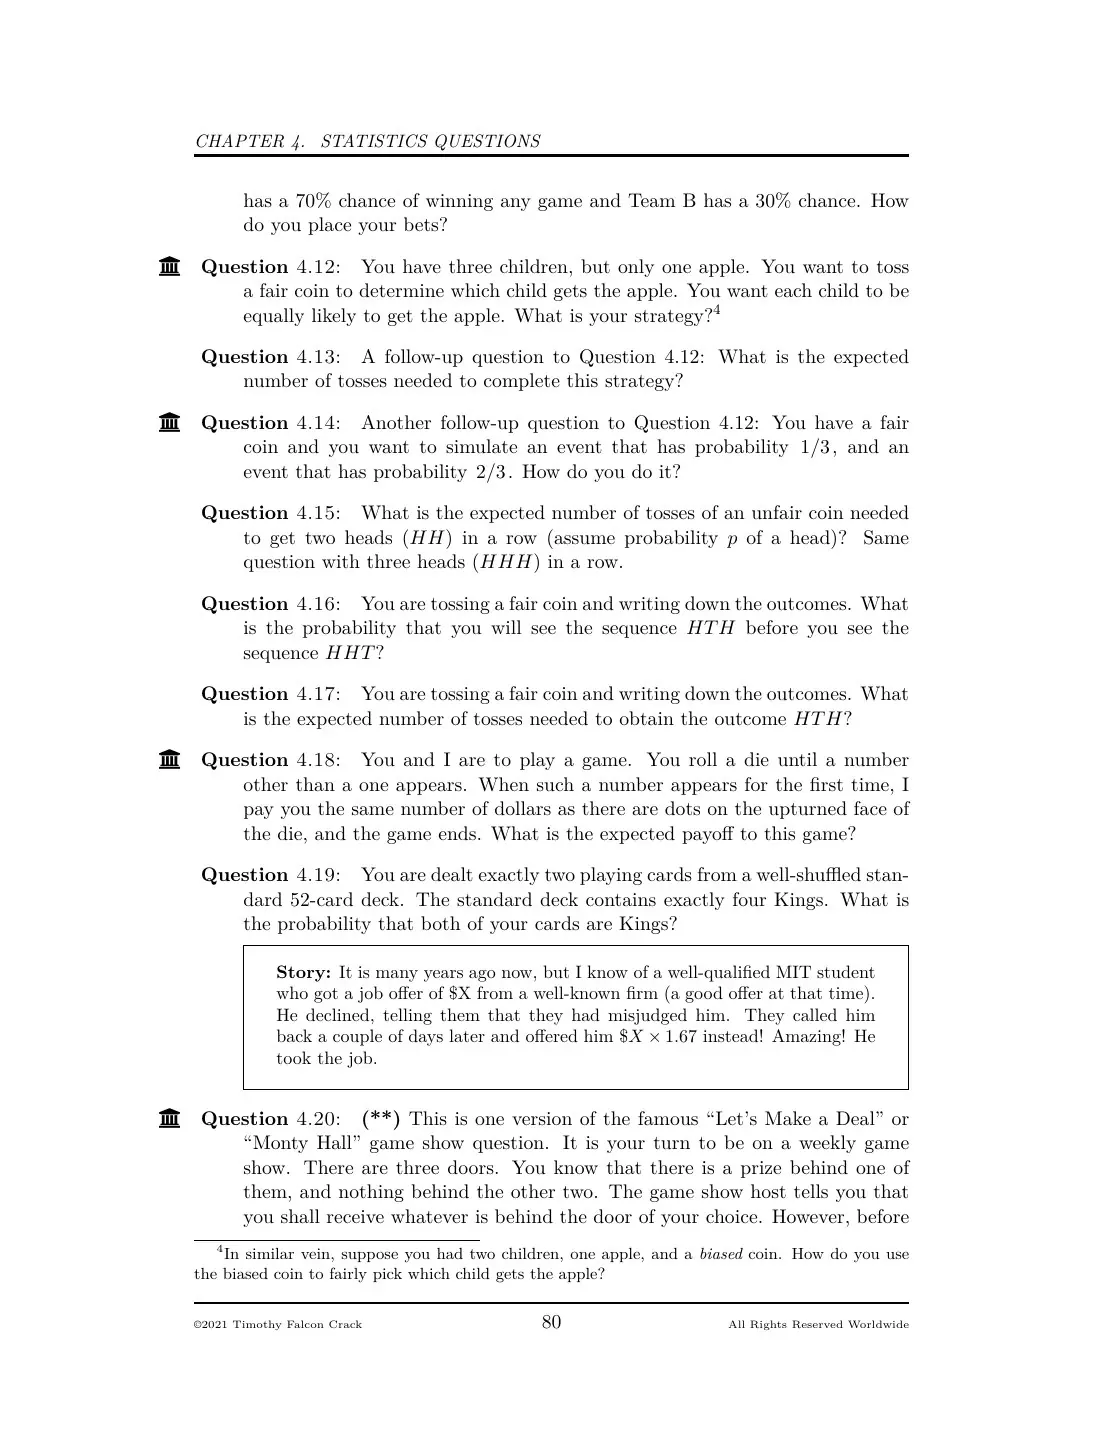 CHAPTER 4. STATISTICS QUESTIONS
has a 70% chance of winning any game and Team B has a 30% chance. How
do you place your bets?
Question 4.12: You have three children, but only one apple. You want to toss
a fair coin to determine which child gets the apple. You want each child to be
equally likely to get the apple. What is your strategy?4
Question 4.13: A follow-up question to Question 4.12: What is the expected
number of tosses needed to complete this strategy?
Question 4.14: Another follow-up question to Question 4.12: You have a fair
coin and you want to simulate an event that has probability 1/3, and an
event that has probability 2/3. How do you do it?
Question 4.15: What is the expected number of tosses of an unfair coin needed
to get two heads (HH) in a row (assume probability p of a head)? Same
question with three heads (HHH) in a row.
Question 4.16: You are tossing a fair coin and writing down the outcomes. What
is the probability that you will see the sequence HTH before you see the
sequence HHT?
Question 4.17: You are tossing a fair coin and writing down the outcomes. What
is the expected number of tosses needed to obtain the outcome HTH?
Question 4.18: You and I are to play a game. You roll a die until a number
other than a one appears. When such a number appears for the first time, I
pay you the same number of dollars as there are dots on the upturned face of
the die, and the game ends. What is the expected payoff to this game?
Question 4.19: You are dealt exactly two playing cards from a well-shuffled stan-
dard 52-card deck. The standard deck contains exactly four Kings. What is
the probability that both of your cards are Kings?
Story: It is many years ago now, but I know of a well-qualified MIT student
who got a job offer of $X from a well-known firm (a good offer at that time).
He declined, telling them that they had misjudged him. They called him
back a couple of days later and offered him $X × 1.67 instead! Amazing! He
took the job.
Question 4.20: (**) This is one version of the famous “Let’s Make a Deal” or
“Monty Hall” game show question. It is your turn to be on a weekly game
show. There are three doors. You know that there is a prize behind one of
them, and nothing behind the other two. The game show host tells you that
you shall receive whatever is behind the door of your choice. However, before
4In similar vein, suppose you had two children, one apple, and a biased coin. How do you use
the biased coin to fairly pick which child gets the apple?
©2021 Timothy Falcon Crack 80 All Rights Reserved Worldwide